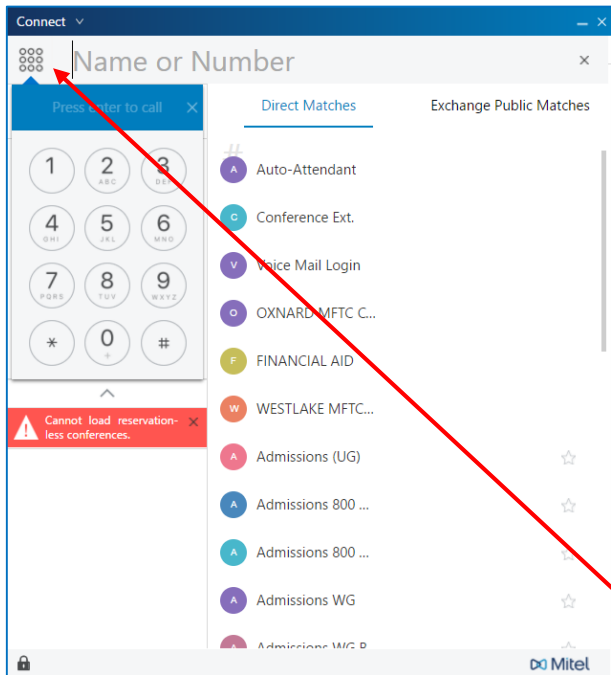 Connect
Name or Number
Press enter to call
Direct Matches
Exchange Public Matches
#
1
2
ABC
3
DEF
4
GHI
5
JKL
6
MNO
7
PQRS
8
TUV
9
WXYZ
*
0
+
#
Cannot load reservation-
less conferences.
A Auto-Attendant
C Conference Ext.
V Voice Mail Login
O OXNARD MFTC C...
F FINANCIAL AID
W WESTLAKE MFTC...
A Admissions (UG)
A Admissions 800 ...
A Admissions 800 ...
A Admissions WG
A Admissions WG
Mitel